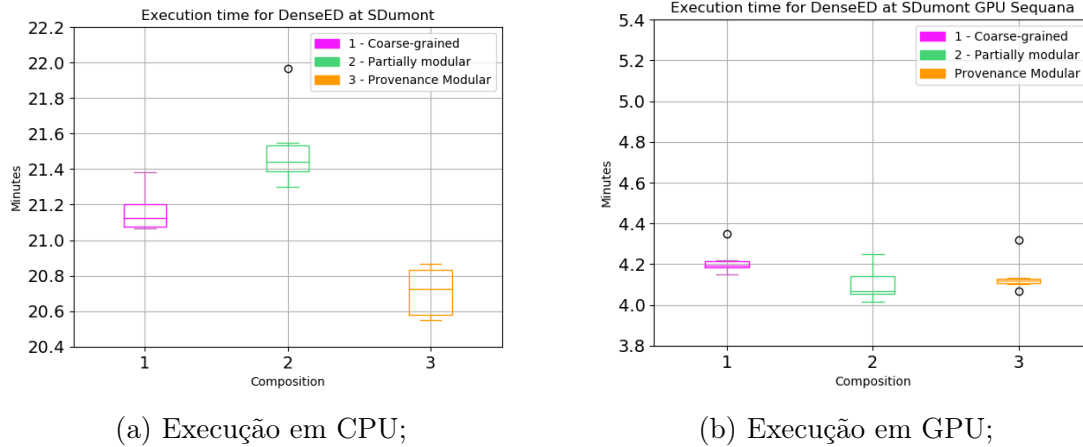 Execution time for DenseED at SDumont
22.2
22.0
21.8
21.6
21.4
21.2
21.0
20.8
20.6
20.4
Minutes
1 - Coarse-grained
2 - Partially modular
3 - Provenance Modular
1 2 3
Composition
(a) Execução em CPU;
Execution time for DenseED at SDumont GPU Sequana
5.4
5.2
5.0
4.8
4.6
4.4
4.2
4.0
3.8
Minutes
1 - Coarse-grained
2 - Partially modular
Provenance Modular
1 2 3
Composition
(b) Execução em GPU;